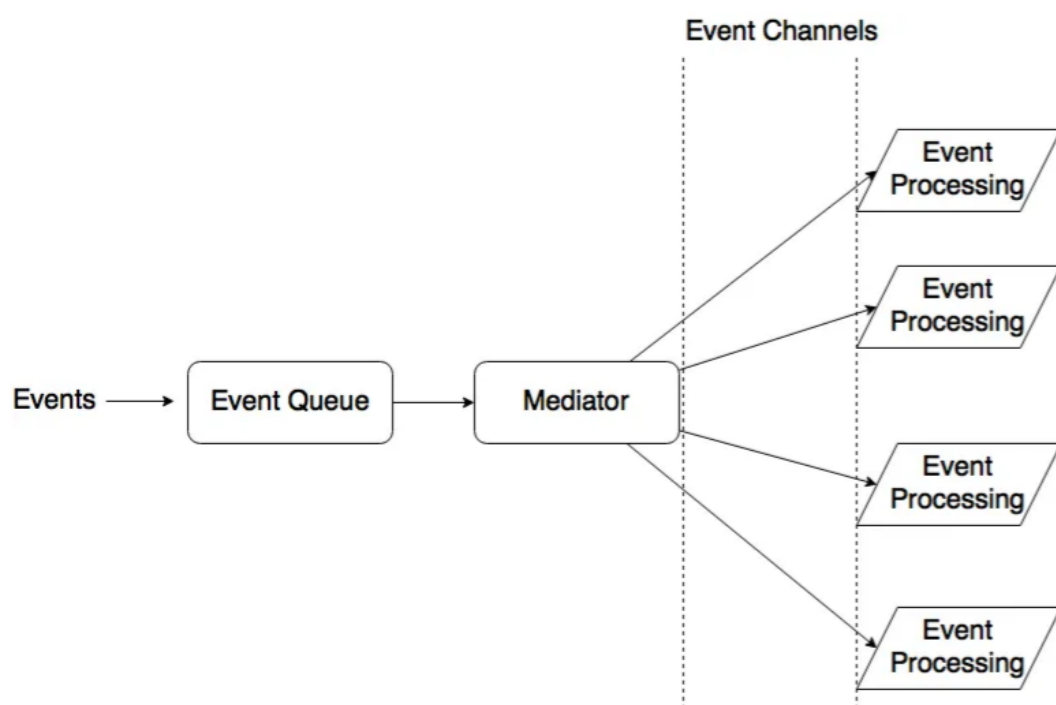 Event Channels
Event
Processing
Event
Processing
Events
Event Queue
Mediator
Event
Processing
Event
Processing